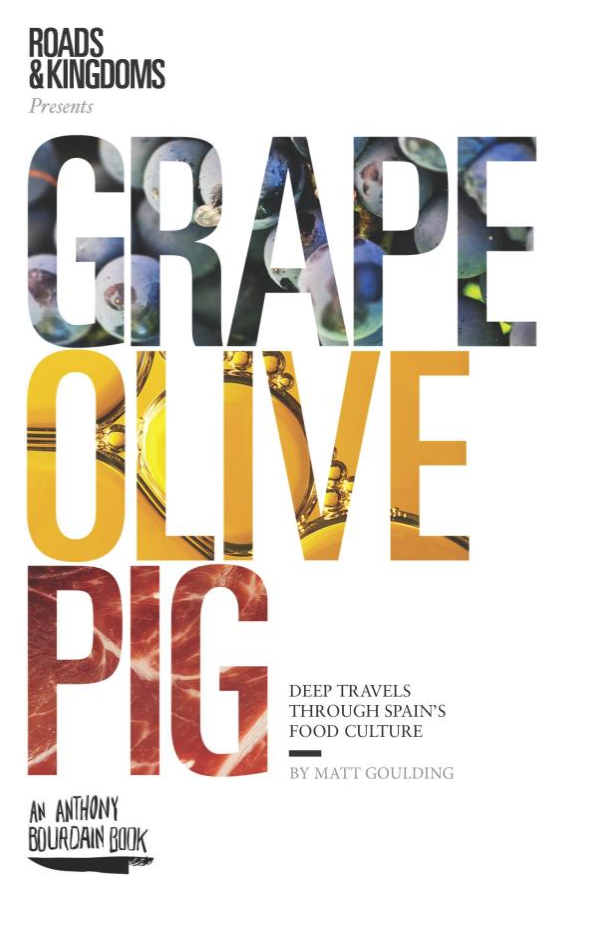 ROADS
& KINGDOMS
Presents
GRAPE
OLIVE
PIG
DEEP TRAVELS
THROUGH SPAIN'S
FOOD CULTURE
BY MATT GOULDING
AN ANTHONY
BOURDAIN BOOK